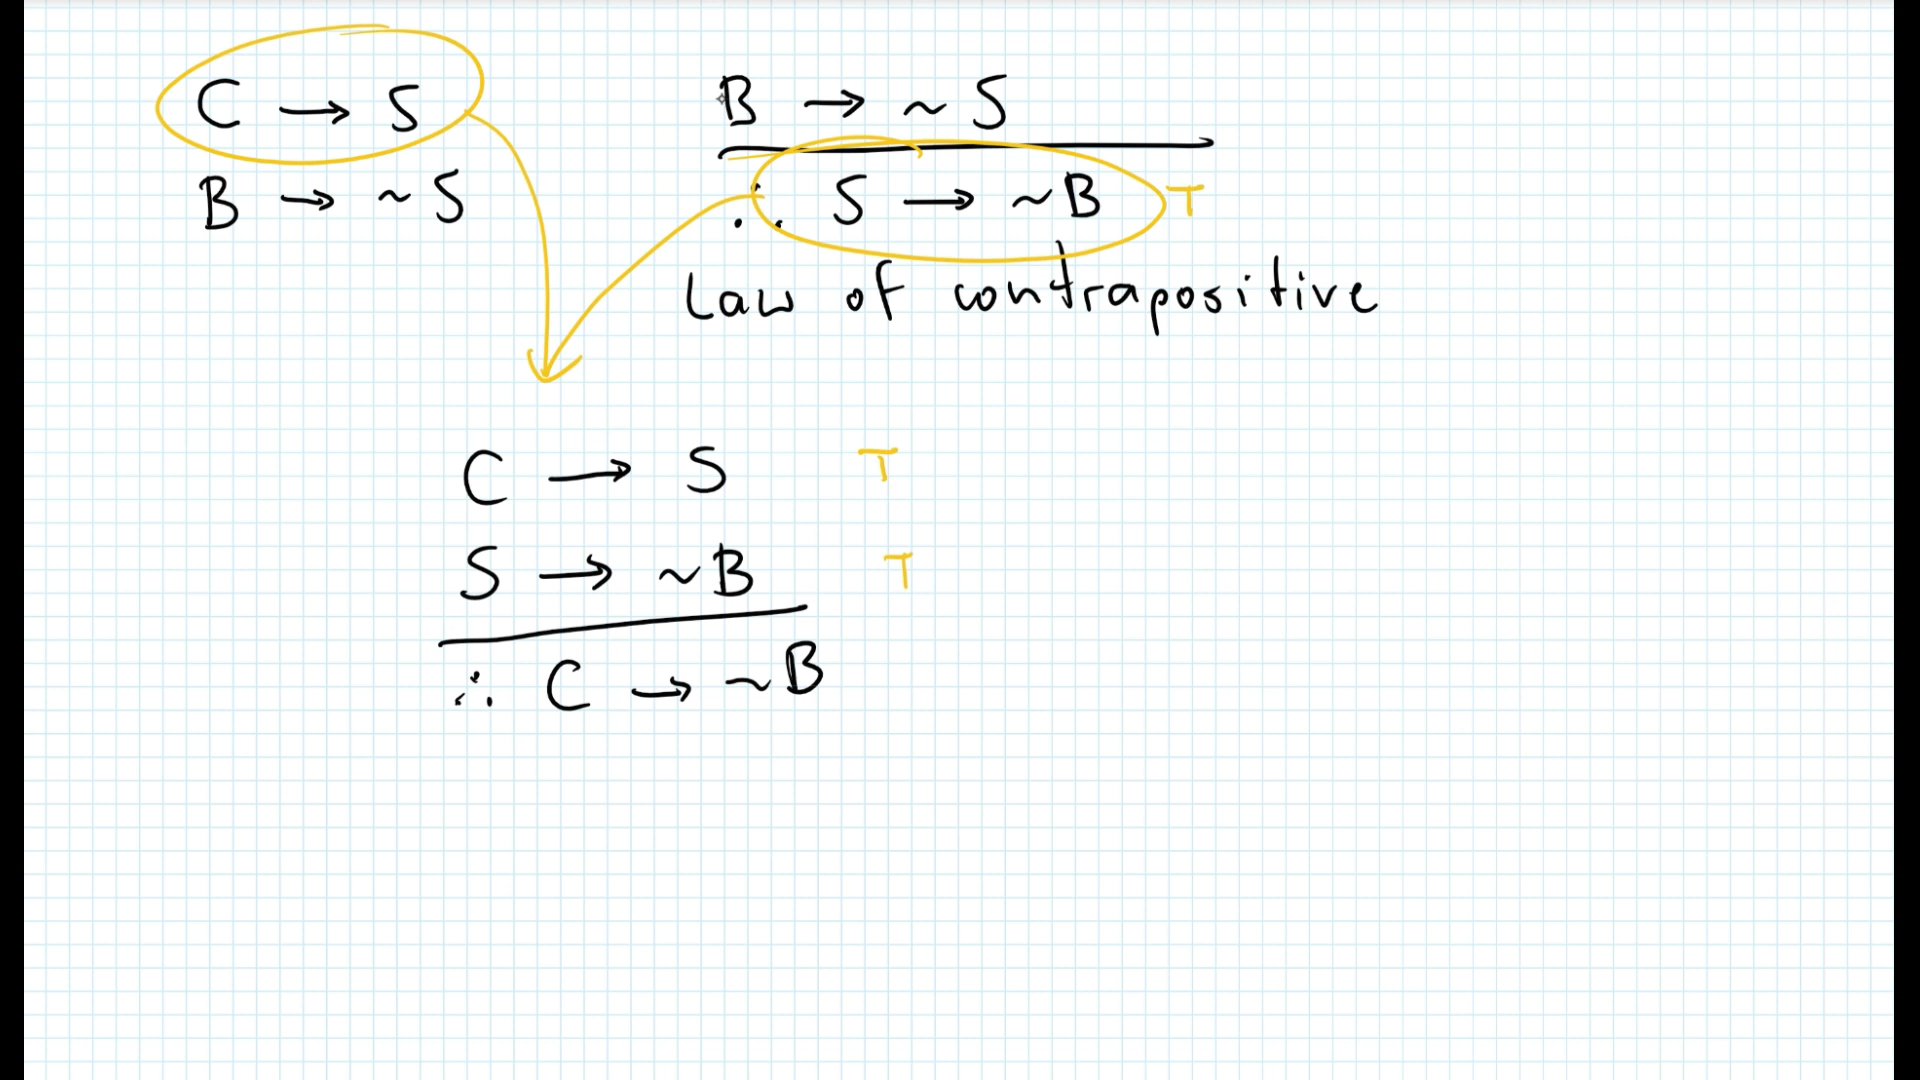 C → S
B → ~ S
B → ~ S
∴ S → ~B T
Law of contrapositive
C → S T
S → ~B T
∴ C → ~B